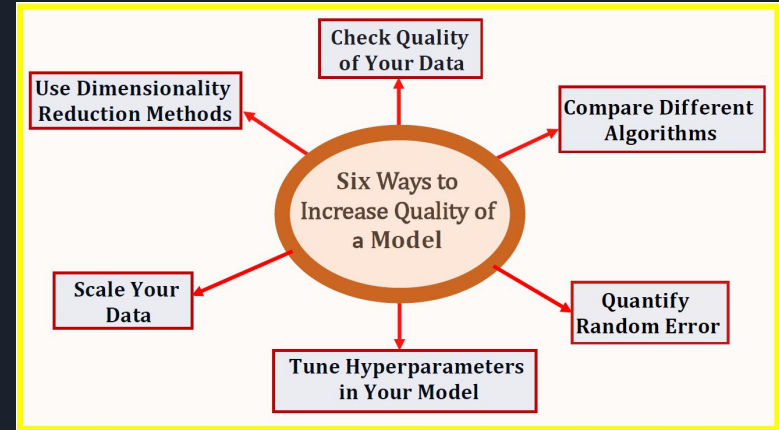 Check Quality
of Your Data
Use Dimensionality
Reduction Methods
Compare Different
Algorithms
Six Ways to
Increase Quality of
a Model
Scale Your
Data
Quantify
Random Error
Tune Hyperparameters
in Your Model